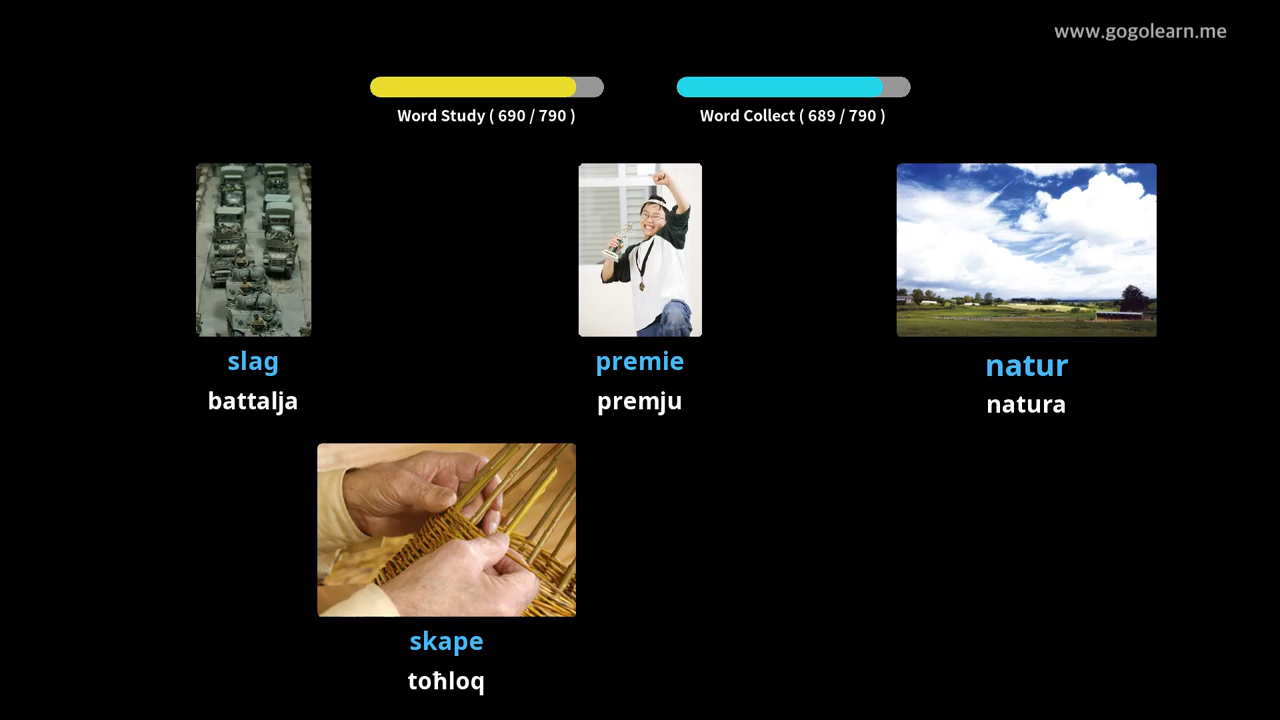 www.gogolearn.me
Word Study ( 690 / 790 )
Word Collect ( 689 / 790 )
slag
battalja
premie
premju
natur
natura
skape
toħloq